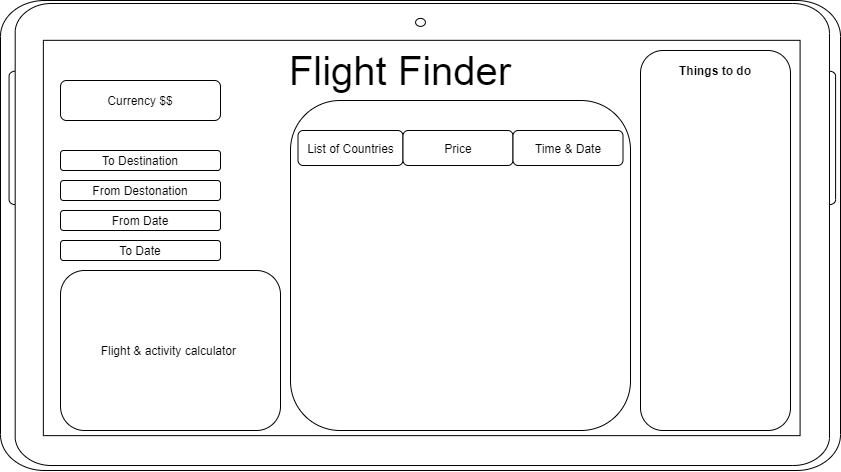 Flight Finder
Currency $$
To Destination
From Destonation
From Date
To Date
Flight & activity calculator
List of Countries
Price
Time & Date
Things to do